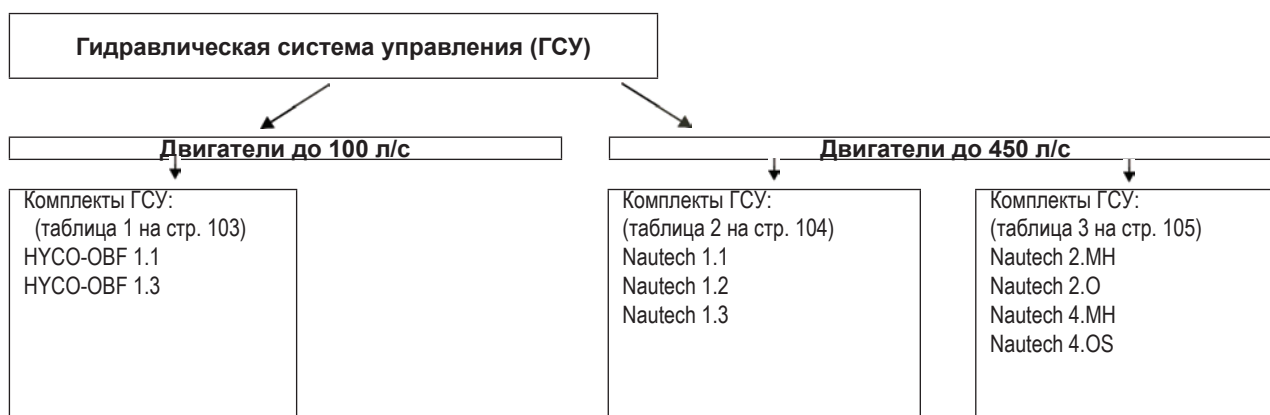 Гидравлическая система управления (ГСУ)
Двигатели до 100 л/с
Двигатели до 450 л/с
Комплекты ГСУ:
(таблица 1 на стр. 103)
HYCO-OBF 1.1
HYCO-OBF 1.3
Комплекты ГСУ:
(таблица 2 на стр. 104)
Nautech 1.1
Nautech 1.2
Nautech 1.3
Комплекты ГСУ:
(таблица 3 на стр. 105)
Nautech 2.MH
Nautech 2.O
Nautech 4.MH
Nautech 4.OS